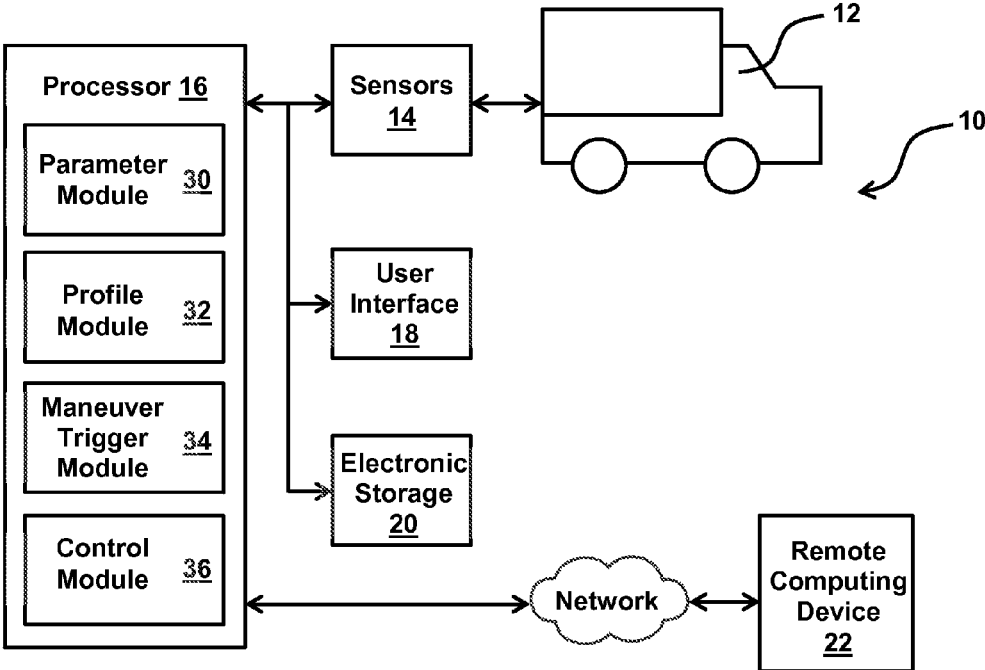 Processor 16
Parameter
Module 30
Profile
Module 32
Maneuver
Trigger
Module 34
Control
Module 36
Sensors
14
12
10
User
Interface
18
Electronic
Storage
20
Network
Remote
Computing
Device
22